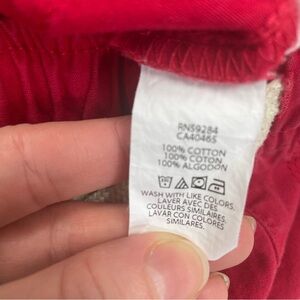 RN59284
CA40465
100% COTTON
100% COTON
100% ALGODON
WASH WITH LIKE COLORS.
LAVER AVEC DES
COULEURS SIMILAIRES.
LAVAR CON COLORES
SIMILARES.